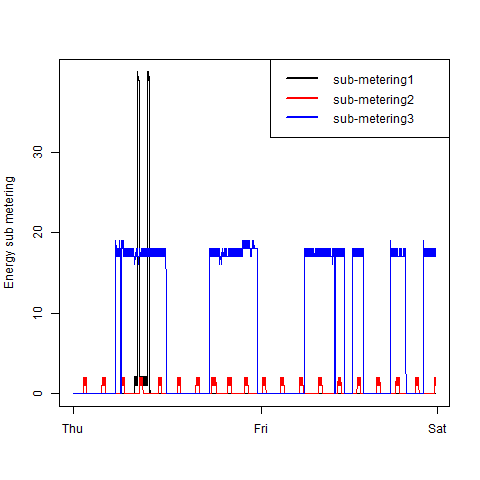 sub-metering1
sub-metering2
sub-metering3
Energy sub metering
30
20
10
0
Thu Fri Sat